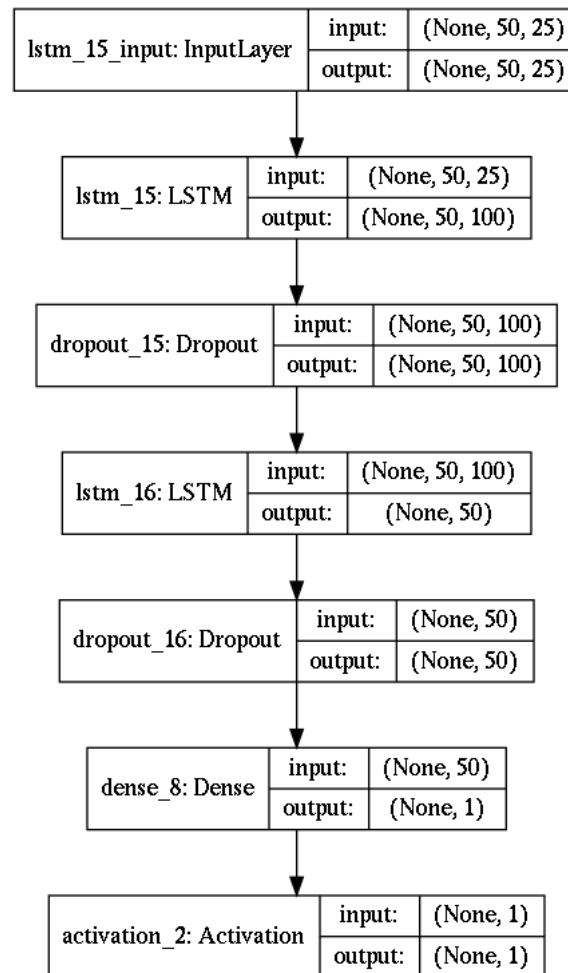 lstm_15_input: InputLayer
input: (None, 50, 25)
output: (None, 50, 25)
lstm_15: LSTM
input: (None, 50, 25)
output: (None, 50, 100)
dropout_15: Dropout
input: (None, 50, 100)
output: (None, 50, 100)
lstm_16: LSTM
input: (None, 50, 100)
output: (None, 50)
dropout_16: Dropout
input: (None, 50)
output: (None, 50)
dense_8: Dense
input: (None, 50)
output: (None, 1)
activation_2: Activation
input: (None, 1)
output: (None, 1)